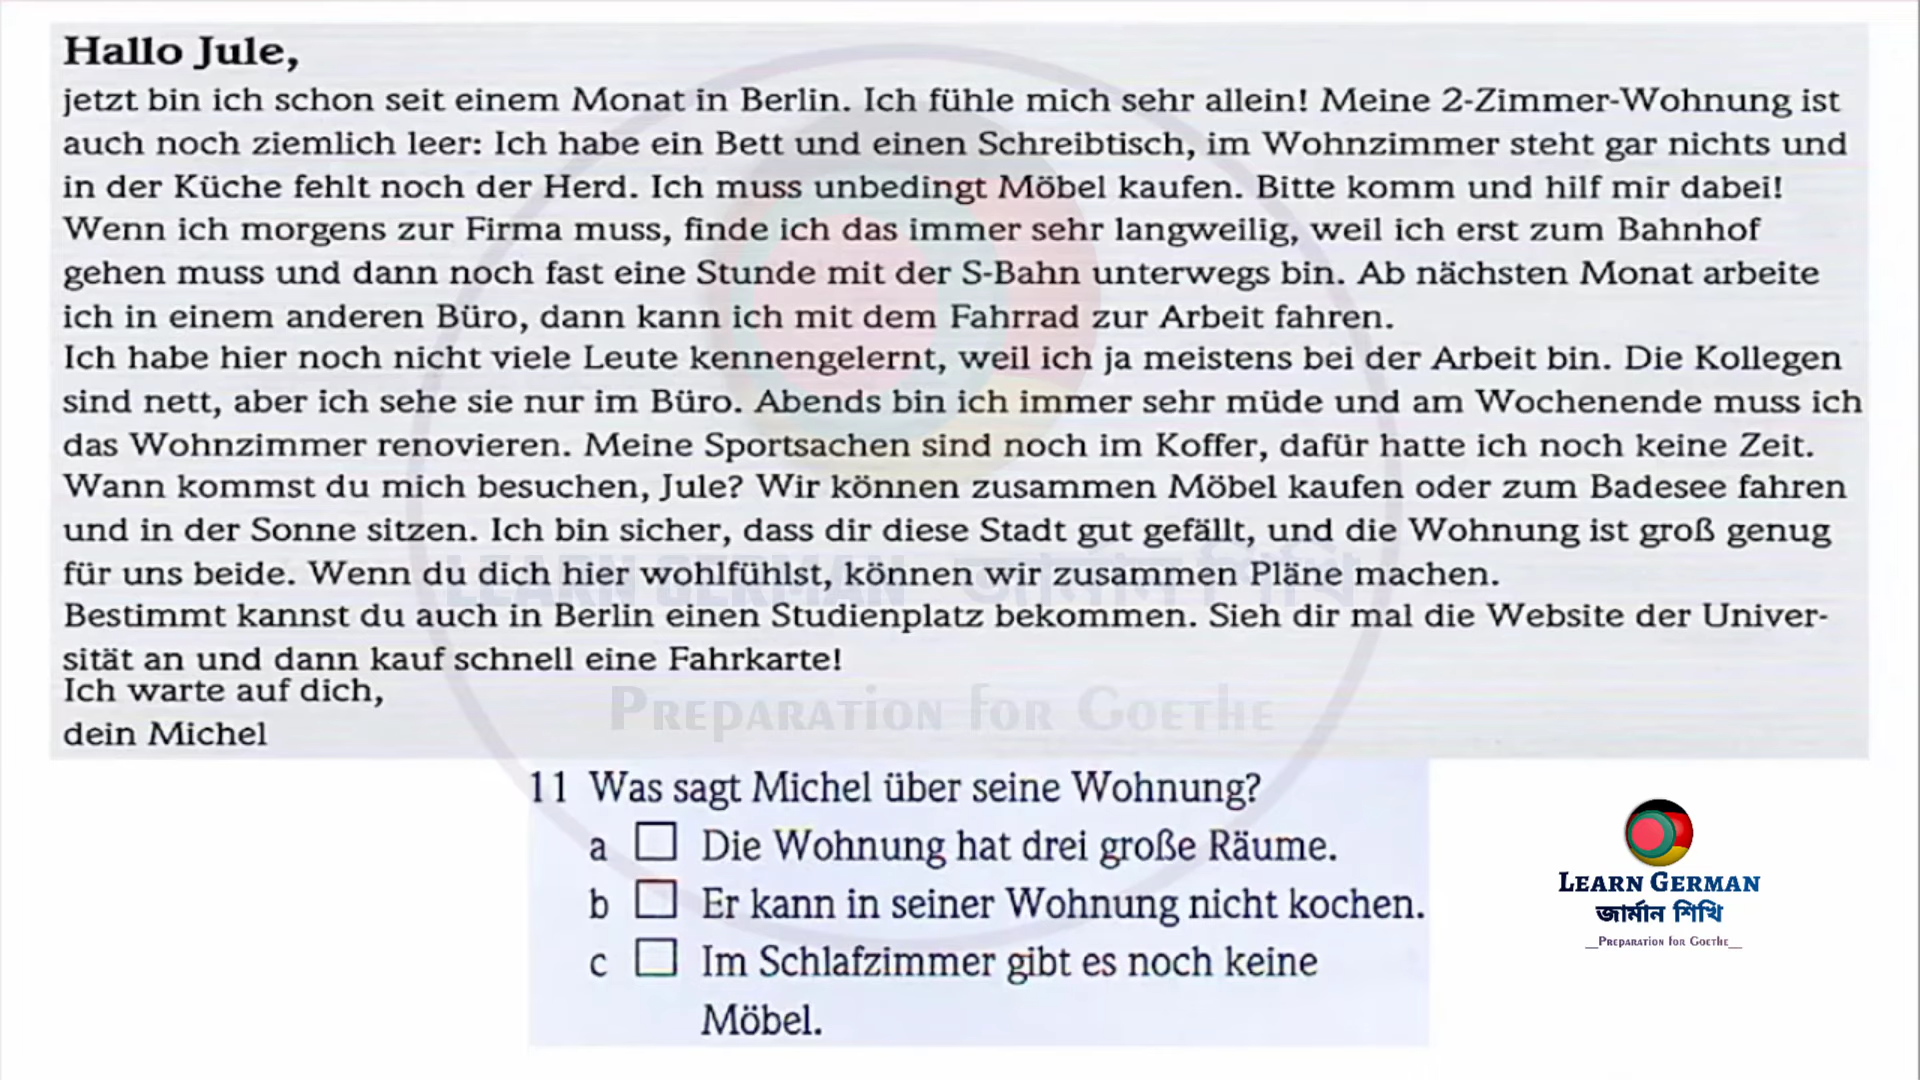 Hallo Jule,
jetzt bin ich schon seit einem Monat in Berlin. Ich fühle mich sehr allein! Meine 2-Zimmer-Wohnung ist
auch noch ziemlich leer: Ich habe ein Bett und einen Schreibtisch, im Wohnzimmer steht gar nichts und
in der Küche fehlt noch der Herd. Ich muss unbedingt Möbel kaufen. Bitte komm und hilf mir dabei!
Wenn ich morgens zur Firma muss, finde ich das immer sehr langweilig, weil ich erst zum Bahnhof
gehen muss und dann noch fast eine Stunde mit der S-Bahn unterwegs bin. Ab nächsten Monat arbeite
ich in einem anderen Büro, dann kann ich mit dem Fahrrad zur Arbeit fahren.
Ich habe hier noch nicht viele Leute kennengelernt, weil ich ja meistens bei der Arbeit bin. Die Kollegen
sind nett, aber ich sehe sie nur im Büro. Abends bin ich immer sehr müde und am Wochenende muss ich
das Wohnzimmer renovieren. Meine Sportsachen sind noch im Koffer, dafür hatte ich noch keine Zeit.
Wann kommst du mich besuchen, Jule? Wir können zusammen Möbel kaufen oder zum Badesee fahren
und in der Sonne sitzen. Ich bin sicher, dass dir diese Stadt gut gefällt, und die Wohnung ist groß genug
für uns beide. Wenn du dich hier wohlfühlst, können wir zusammen Pläne machen.
LEARN GERMAN জার্মান শিখি
Bestimmt kannst du auch in Berlin einen Studienplatz bekommen. Sieh dir mal die Website der Univer-
sität an und dann kauf schnell eine Fahrkarte!
Ich warte auf dich,
Preparation for Goethe
dein Michel
11 Was sagt Michel über seine Wohnung?
a Die Wohnung hat drei große Räume.
b Er kann in seiner Wohnung nicht kochen.
c Im Schlafzimmer gibt es noch keine
Möbel.
LEARN GERMAN
জার্মান শিখি
__Preparation for Goethe__